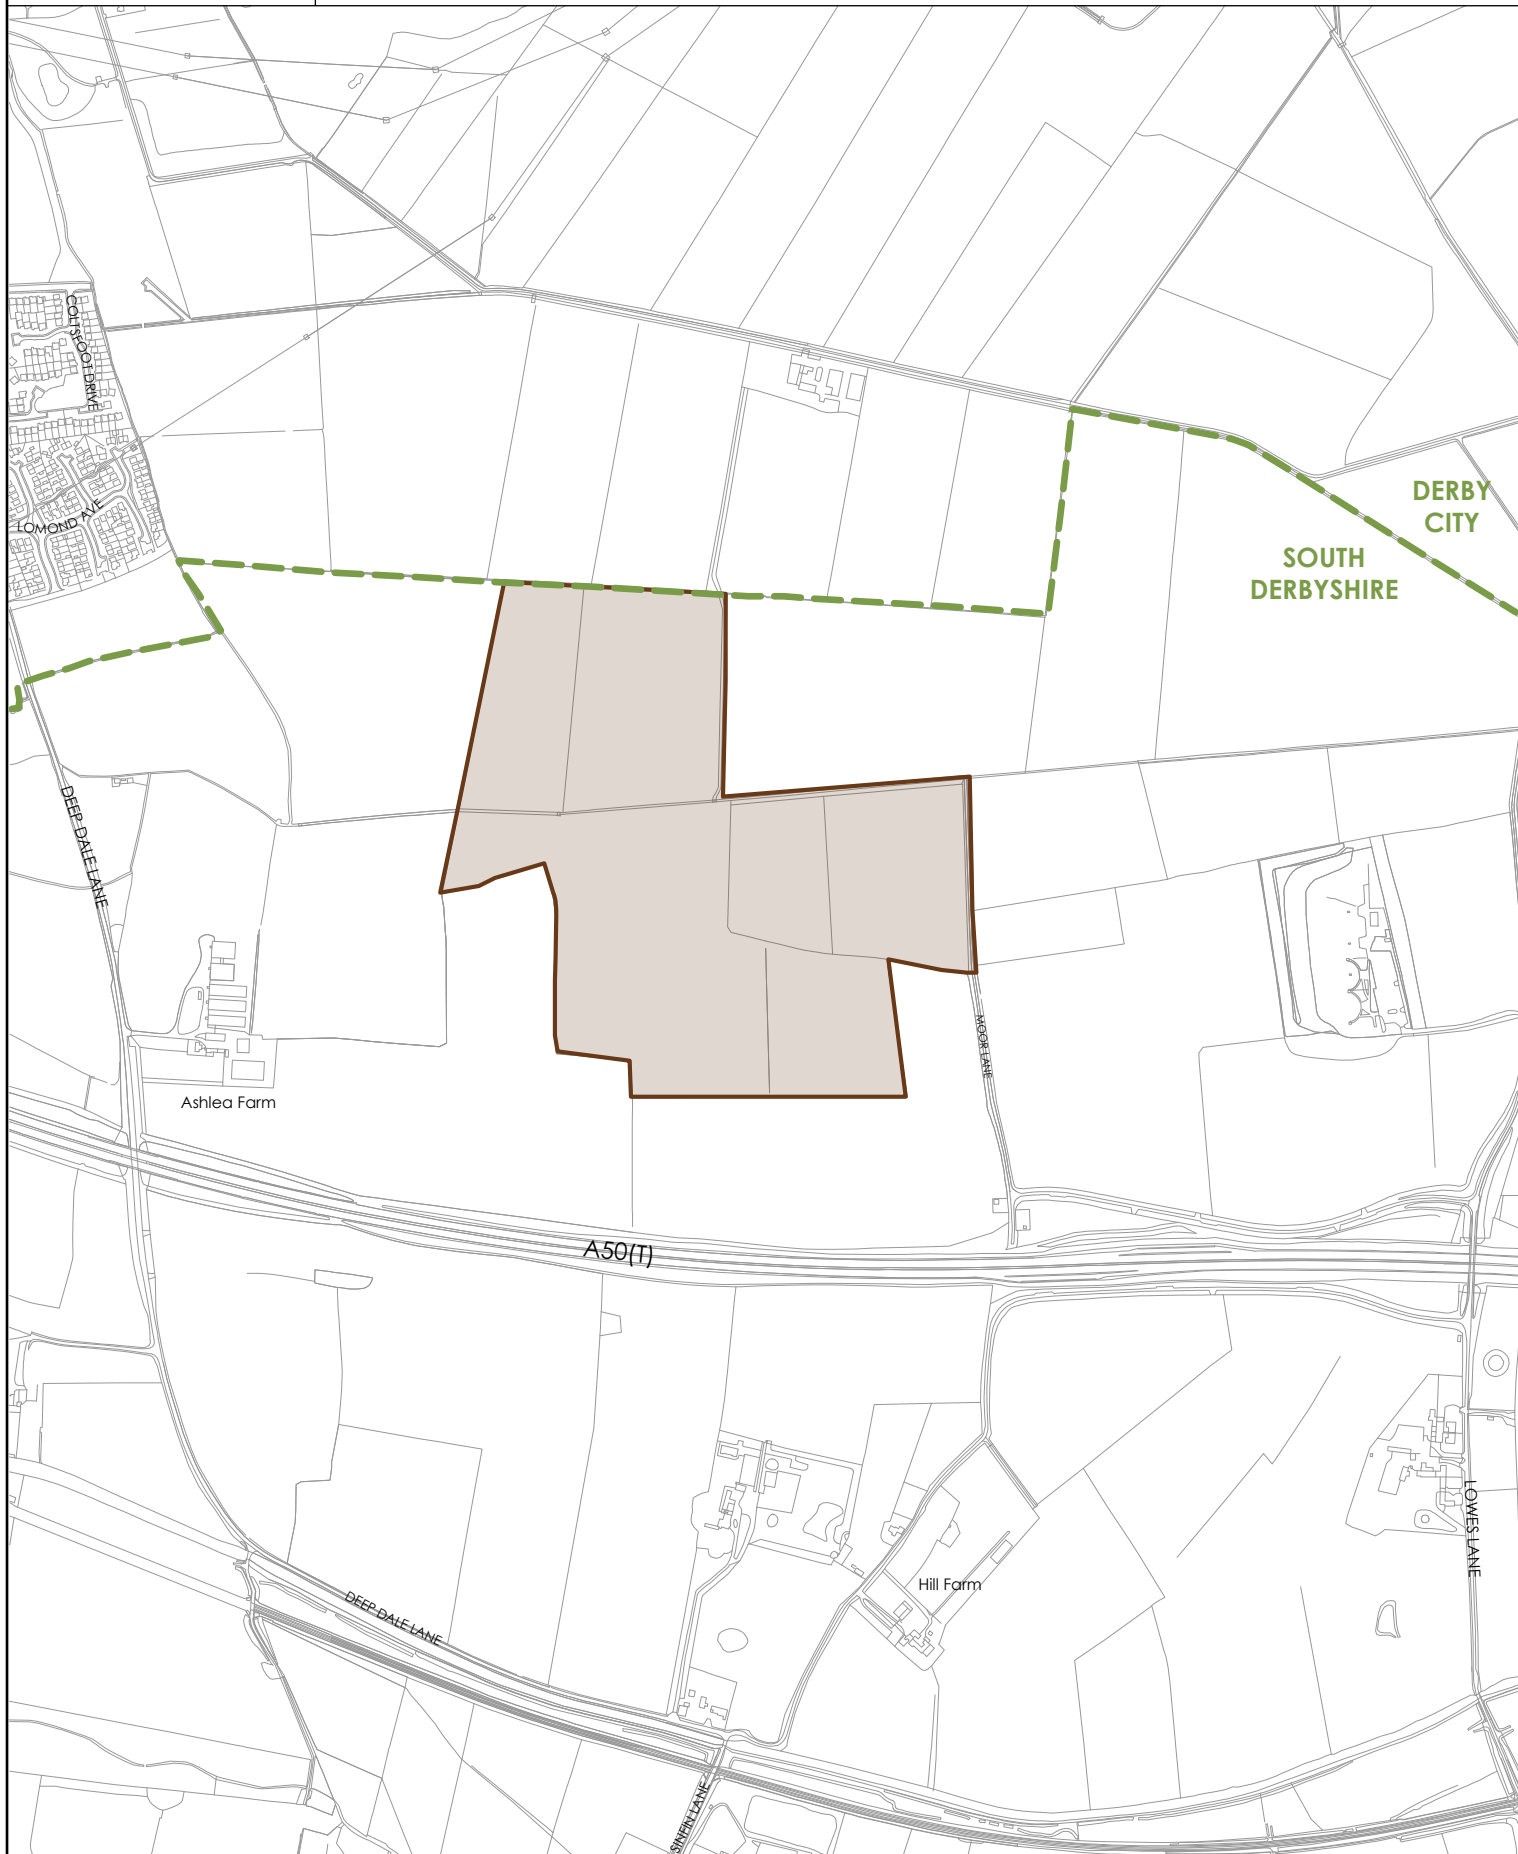 COLTSFOOT DRIVE
LOMOND AVE
DERBY
CITY
SOUTH
DERBYSHIRE
DEEP DALE LANE
MOOR LANE
Ashlea Farm
A50(T)
LOWES LANE
Hill Farm
DEEP DALE LANE
SINFIN LANE